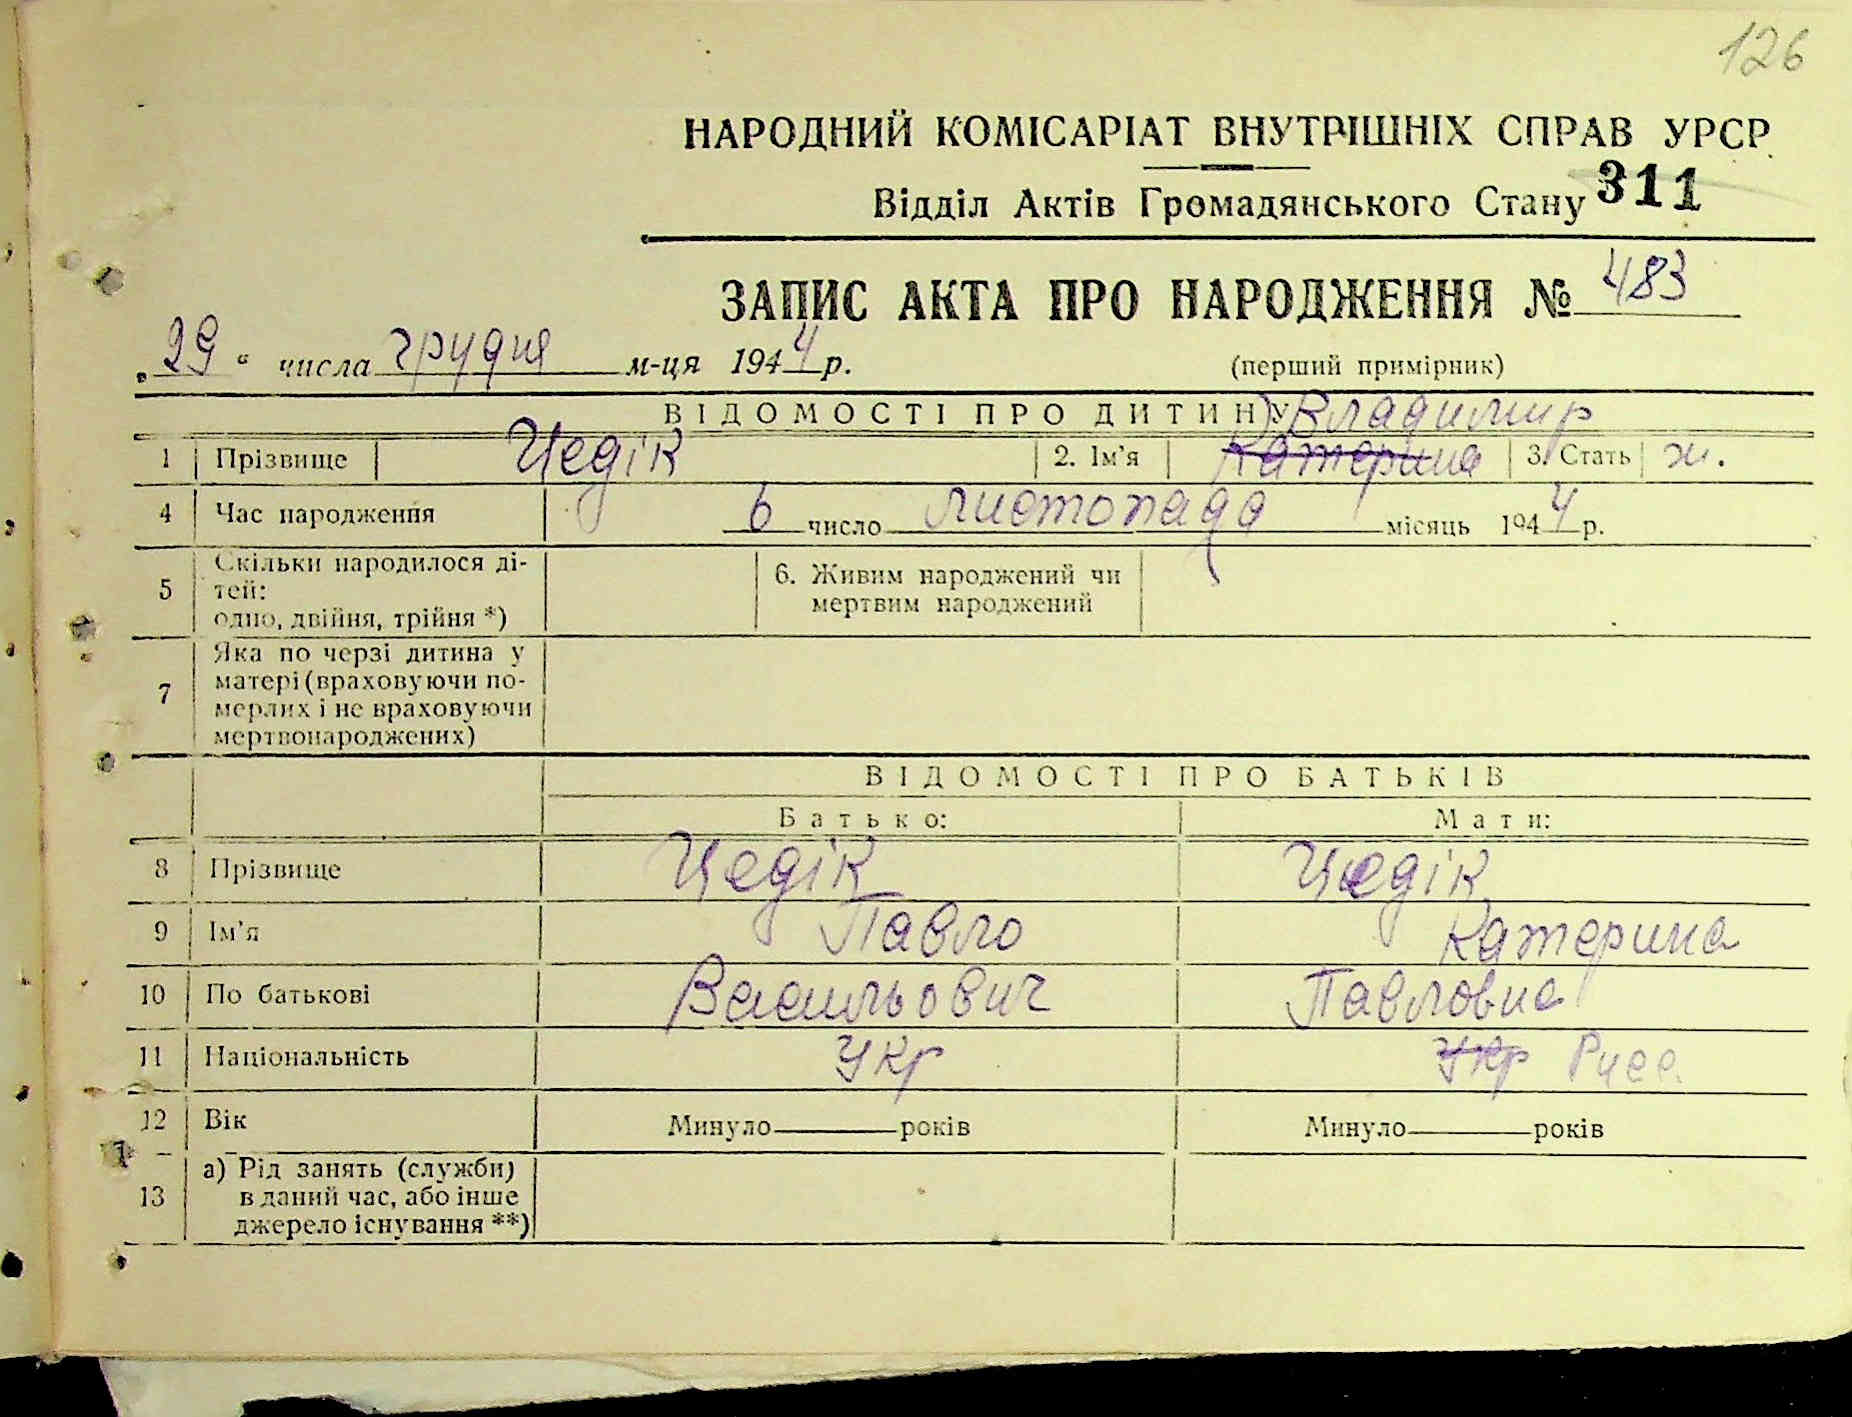 126
НАРОДНИЙ КОМІСАРІАТ ВНУТРІШНІХ СПРАВ УРСР
Відділ Актів Громадянського Стану 311
ЗАПИС АКТА ПРО НАРОДЖЕННЯ № 483
„29“ числа грудня м-ця 1944 р. (перший примірник)
ВІДОМОСТІ ПРО ДИТИНУ Владимир
1 Прізвище Цедік 2. Ім'я Катерина 3. Стать ж.
4 Час народження 6 число листопада місяць 1944 р.
5 Скільки народилося ді-
тей:
одно, двійня, трійня *)
6. Живим народжений чи
мертвим народжений
7 Яка по черзі дитина у
матері (враховуючи по-
мерлих і не враховуючи
мертвонароджених)
ВІДОМОСТІ ПРО БАТЬКІВ
Батько: Мати:
8 Прізвище Цедік Цедік
9 Ім'я Павло Катерина
10 По батькові Васильович Павловна
11 Національність Укр Укр Русс.
12 Вік Минуло років Минуло років
13 а) Рід занять (служби)
в даний час, або інше
джерело існування **)